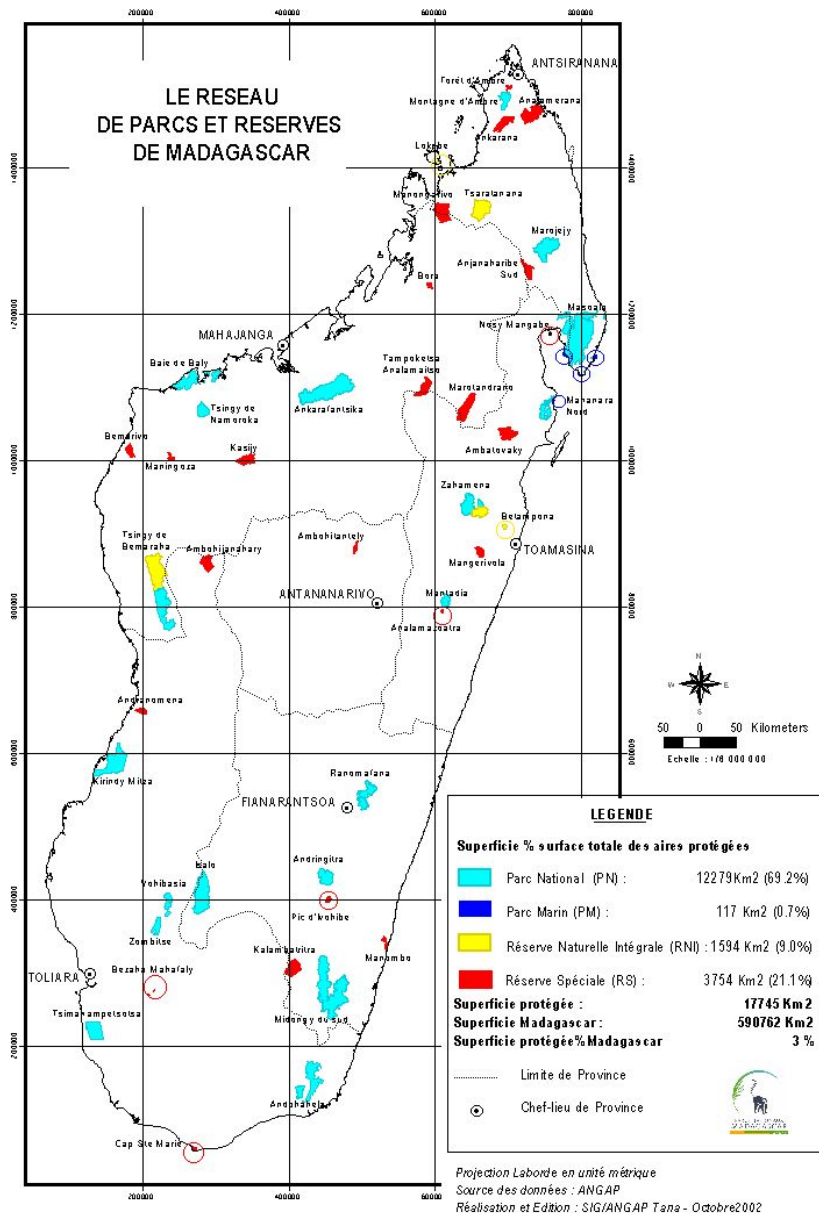 200000 400000 600000 800000
LE RESEAU
DE PARCS ET RESERVES
DE MADAGASCAR
ANTSIRANANA
Forêt d'Ambre
Montagne d'Ambre
Analamerana
Ankarana
Lokobe
Manongarivo
Tsaratanana
Marojejy
Anjanaharibe
Sud
Bora
Masoala
Nosy Mangabe
MAHAJANGA
Baie de Baly
Tampoketsa
Analamaitso
Marotandrano
Tsingy de
Namoroka
Ankarafantsika
Mananara
Nord
Bemarivo
Maningoza
Kasijy
Ambatovaky
Zahamena
Betampona
Tsingy de
Bemaraha
Ambohijanahary
Ambohitantely
Mangerivola
TOAMASINA
ANTANANARIVO
Mantadia
Analamazaotra
Andranomena
Kirindy Mitza
Ranomafana
FIANARANTSOA
Isalo
Andringitra
Vohibasia
Pic d'Ivohibe
Zombitse
Kalambatritra
Manombo
TOLIARA
Bezaha Mahafaly
Tsimanampetsotsa
Midongy du sud
Andohahela
Cap Ste Marie
200000 400000 600000
N
W E
S
50 0 50 Kilometers
Echelle : 1/6 000 000
LEGENDE
Superficie % surface totale des aires protégées
Parc National (PN) : 12279Km2 (69.2%)
Parc Marin (PM) : 117 Km2 (0.7%)
Réserve Naturelle Intégrale (RNI) : 1594 Km2 (9.0%)
Réserve Spéciale (RS) : 3754 Km2 (21.1%)
Superficie protégée : 17745 Km2
Superficie Madagascar : 590762 Km2
Superficie protégée%Madagascar 3 %
Limite de Province
Chef-lieu de Province
MADAGASCAR
Projection Laborde en unité métrique
Source des données : ANGAP
Réalisation et Edition : SIG/ANGAP Tana - Octobre2002